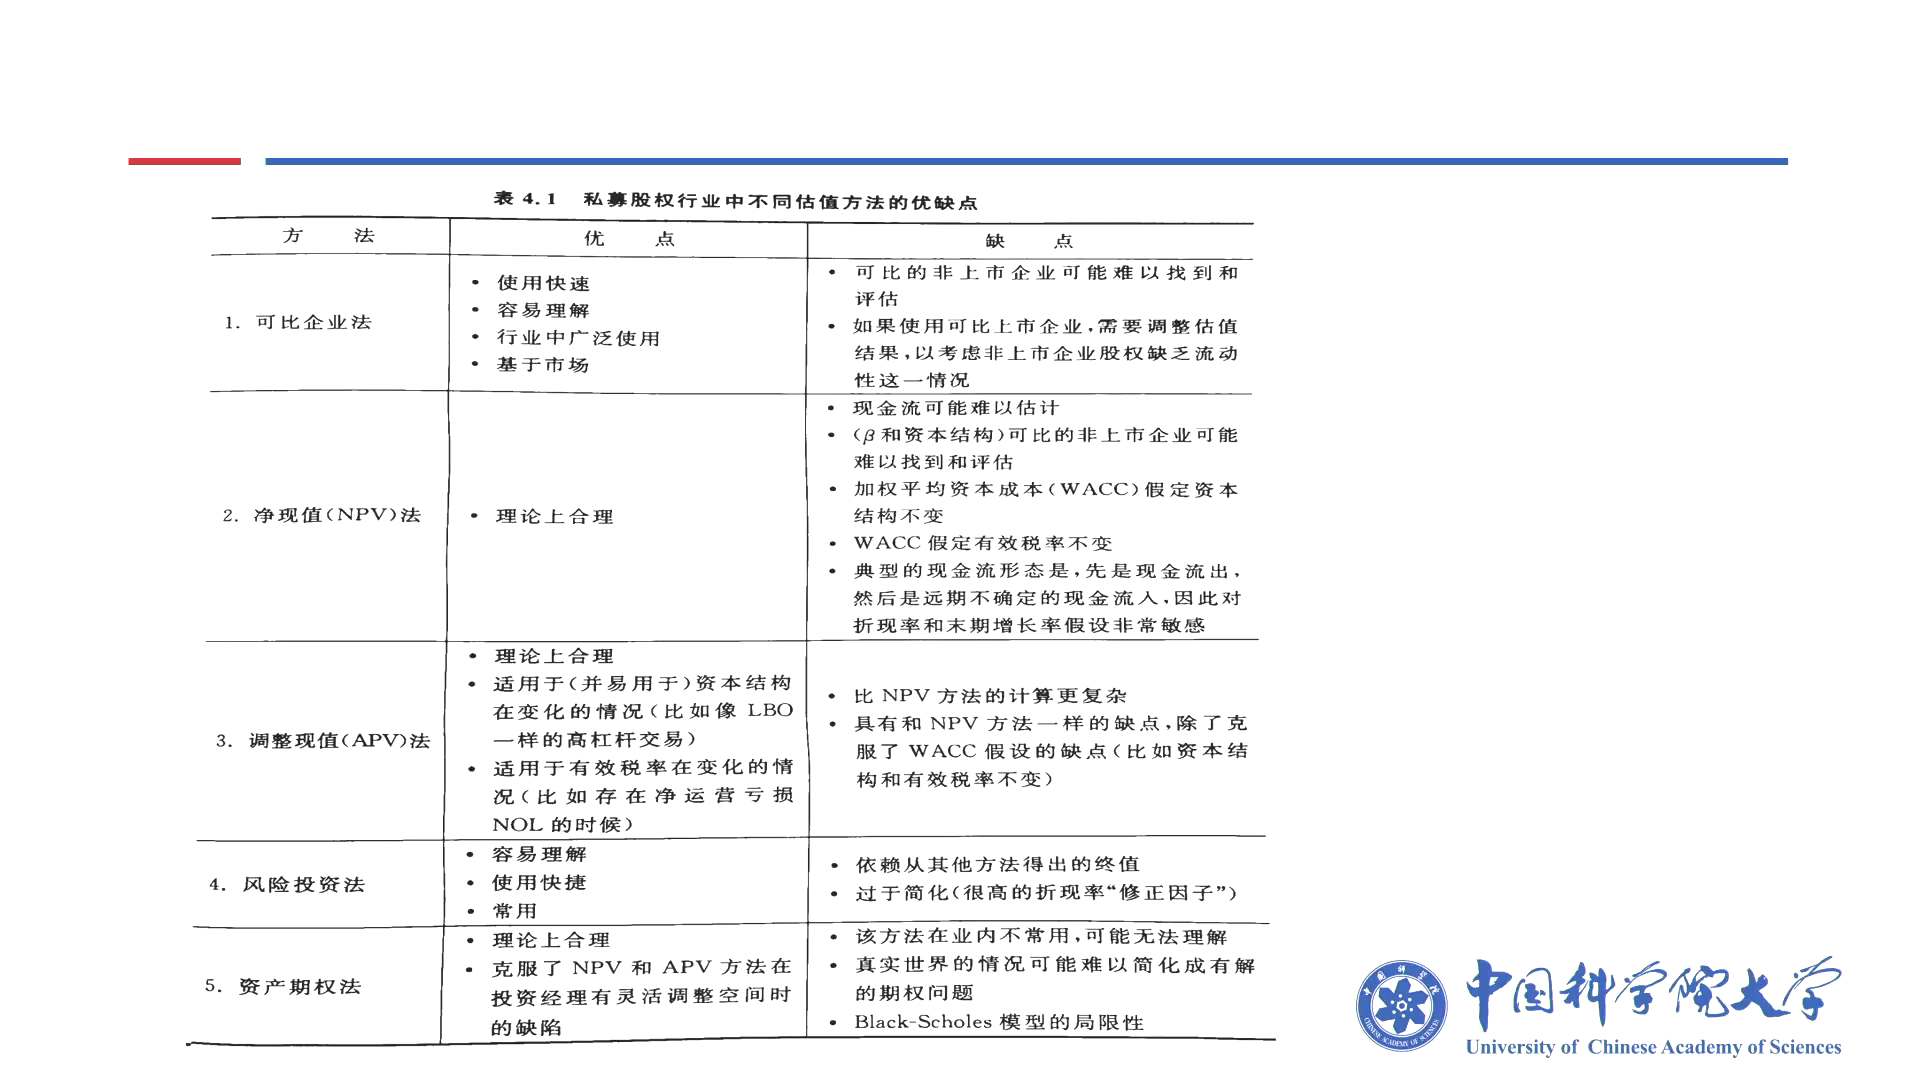 表 4.1 私募股权行业中不同估值方法的优缺点
方 法 优 点 缺 点
1. 可比企业法
• 使用快速
• 容易理解
• 行业中广泛使用
• 基于市场
• 可比的非上市企业可能难以找到和
评估
• 如果使用可比上市企业,需要调整估值
结果,以考虑非上市企业股权缺乏流动
性这一情况
2. 净现值(NPV)法
• 理论上合理
• 现金流可能难以估计
• (β和资本结构)可比的非上市企业可能
难以找到和评估
• 加权平均资本成本(WACC)假定资本
结构不变
• WACC 假定有效税率不变
• 典型的现金流形态是,先是现金流出,
然后是远期不确定的现金流入,因此对
折现率和末期增长率假设非常敏感
3. 调整现值(APV)法
• 理论上合理
• 适用于(并易用于)资本结构
在变化的情况(比如像 LBO
一样的高杠杆交易)
• 适用于有效税率在变化的情
况(比如存在净运营亏损
NOL 的时候)
• 比 NPV 方法的计算更复杂
• 具有和 NPV 方法一样的缺点,除了克
服了 WACC 假设的缺点(比如资本结
构和有效税率不变)
4. 风险投资法
• 容易理解
• 使用快捷
• 常用
• 依赖从其他方法得出的终值
• 过于简化(很高的折现率“修正因子”)
5. 资产期权法
• 理论上合理
• 克服了 NPV 和 APV 方法在
投资经理有灵活调整空间时
的缺陷
• 该方法在业内不常用,可能无法理解
• 真实世界的情况可能难以简化成有解
的期权问题
• Black-Scholes 模型的局限性
中国科学院大学
University of Chinese Academy of Sciences
中国科学院
CHINESE ACADEMY OF SCIENCES